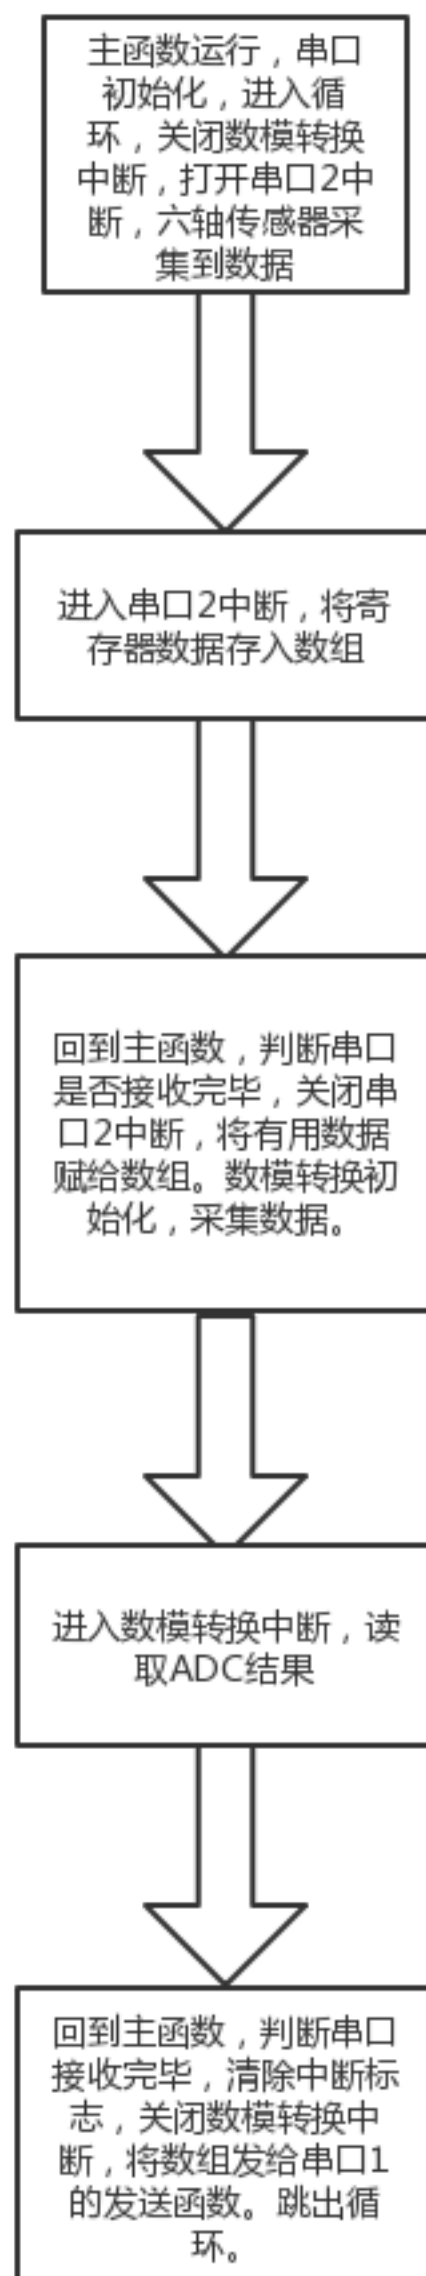 主函数运行，串口
初始化，进入循
环，关闭数模转换
中断，打开串口2中
断，六轴传感器采
集到数据
进入串口2中断，将寄
存器数据存入数组
回到主函数，判断串口
是否接收完毕，关闭串
口2中断，将有用数据
赋给数组。数模转换初
始化，采集数据。
进入数模转换中断，读
取ADC结果
回到主函数，判断串口
接收完毕，清除中断标
志，关闭数模转换中
断，将数组发给串口1
的发送函数。跳出循
环。